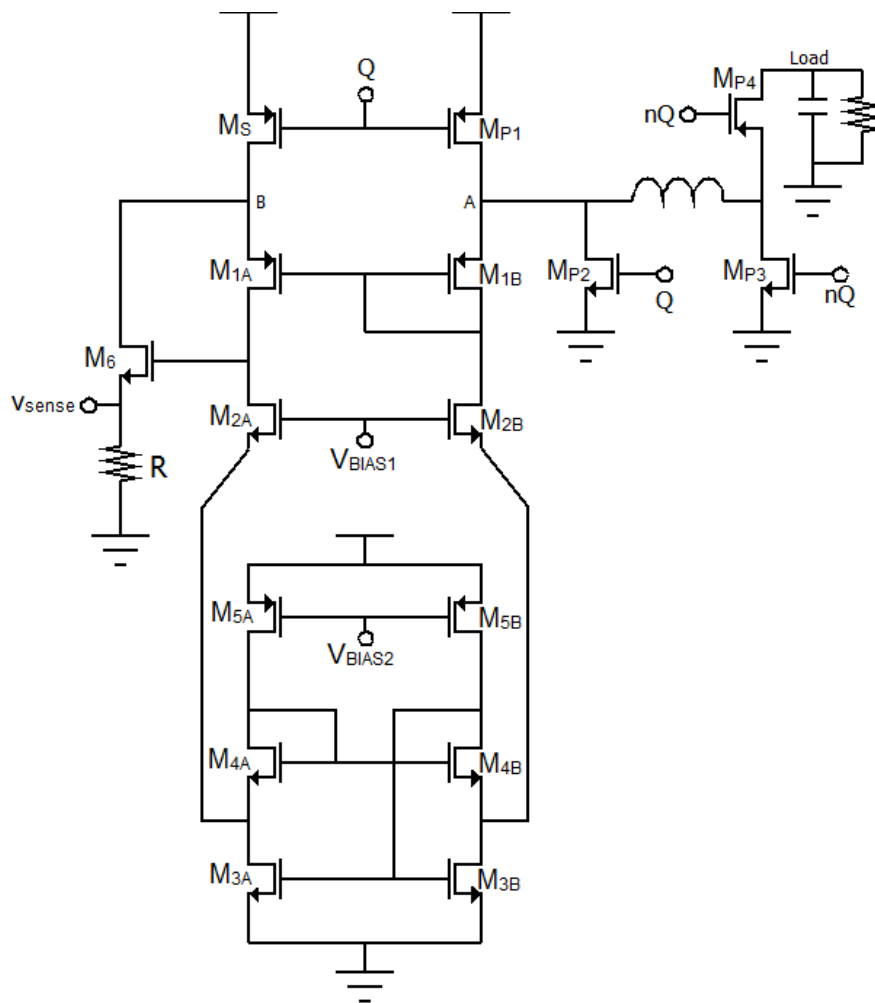 Load
MP4
Q
nQ
MS
MP1
B
A
M1A
M1B
MP2
MP3
Q
nQ
M6
vsense
M2A
M2B
VBIAS1
R
M5A
M5B
VBIAS2
M4A
M4B
M3A
M3B